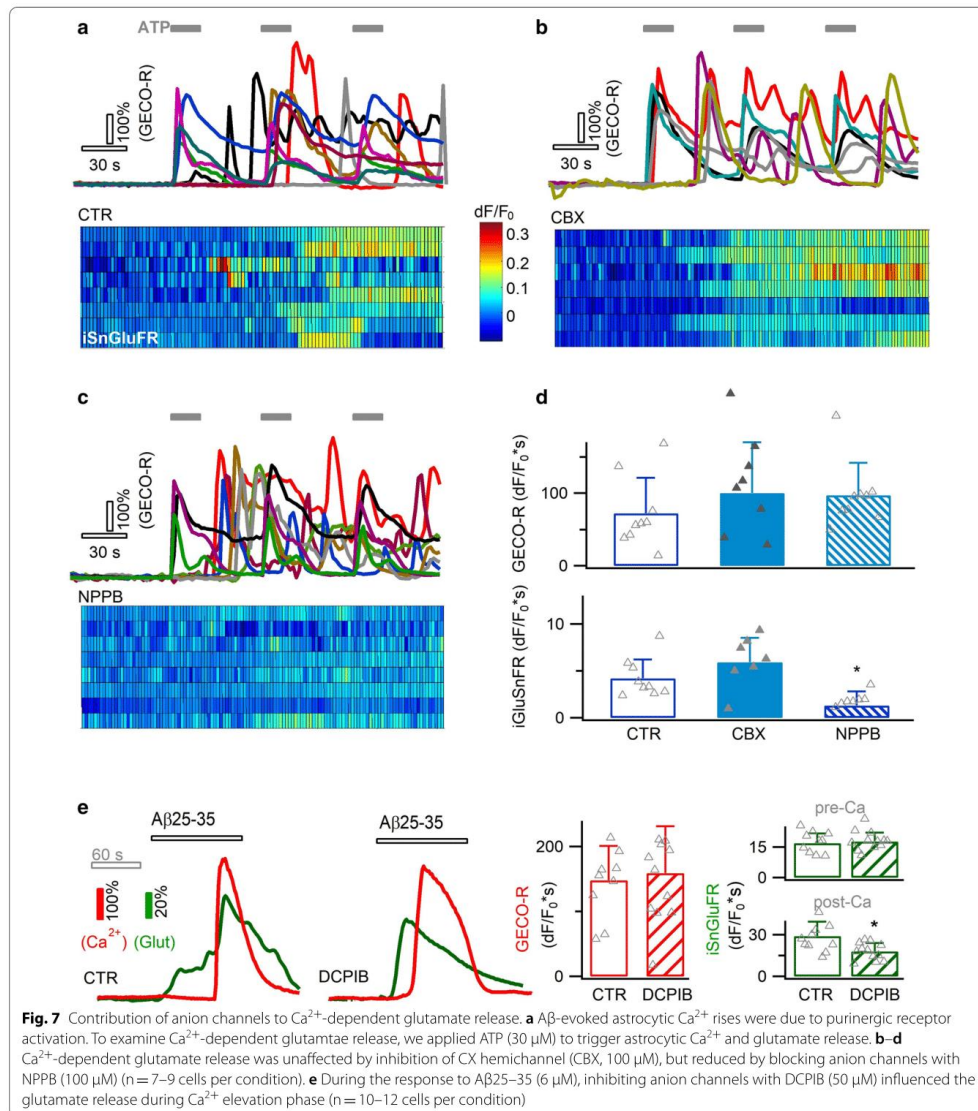 a
ATP
100%
(GECO-R)
30 s
CTR
iSnGluFR
dF/F0
0.3
0.2
0.1
0
b
100%
(GECO-R)
30 s
CBX
c
100%
(GECO-R)
30 s
NPPB
d
GECO-R (dF/F0*s)
100
0
iGluSnFR (dF/F0*s)
10
0
*
CTR CBX NPPB
e
Aβ25-35
60 s
100%
20%
(Ca2+) (Glut)
CTR
Aβ25-35
DCPIB
GECO-R
(dF/F0*s)
200
0
CTR DCPIB
iSnGluFR
(dF/F0*s)
pre-Ca
15
0
post-Ca
30
0
*
CTR DCPIB
Fig. 7 Contribution of anion channels to Ca2+-dependent glutamate release. a Aβ-evoked astrocytic Ca2+ rises were due to purinergic receptor
activation. To examine Ca2+-dependent glutamtae release, we applied ATP (30 μM) to trigger astrocytic Ca2+ and glutamate release. b–d
Ca2+-dependent glutamate release was unaffected by inhibition of CX hemichannel (CBX, 100 μM), but reduced by blocking anion channels with
NPPB (100 μM) (n = 7–9 cells per condition). e During the response to Aβ25–35 (6 μM), inhibiting anion channels with DCPIB (50 μM) influenced the
glutamate release during Ca2+ elevation phase (n = 10–12 cells per condition)